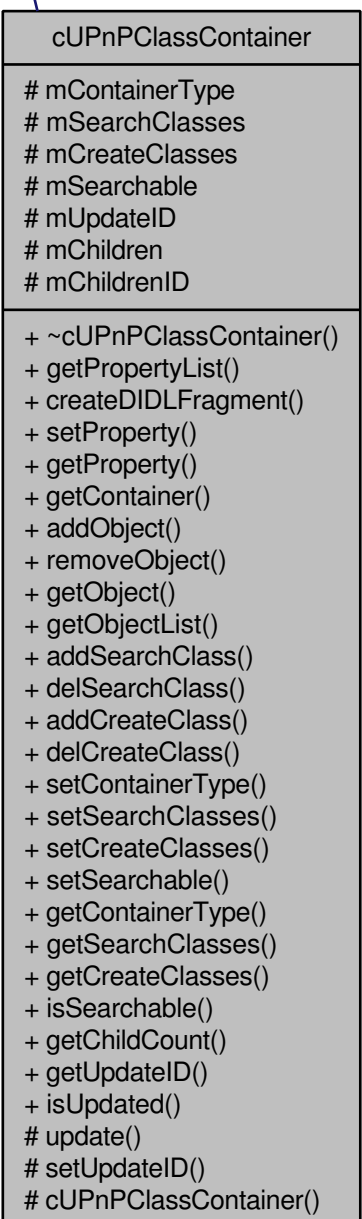 cUPnPClassContainer
# mContainerType
# mSearchClasses
# mCreateClasses
# mSearchable
# mUpdateID
# mChildren
# mChildrenID
+ ~cUPnPClassContainer()
+ getPropertyList()
+ createDIDLFragment()
+ setProperty()
+ getProperty()
+ getContainer()
+ addObject()
+ removeObject()
+ getObject()
+ getObjectList()
+ addSearchClass()
+ delSearchClass()
+ addCreateClass()
+ delCreateClass()
+ setContainerType()
+ setSearchClasses()
+ setCreateClasses()
+ setSearchable()
+ getContainerType()
+ getSearchClasses()
+ getCreateClasses()
+ isSearchable()
+ getChildCount()
+ getUpdateID()
+ isUpdated()
# update()
# setUpdateID()
# cUPnPClassContainer()